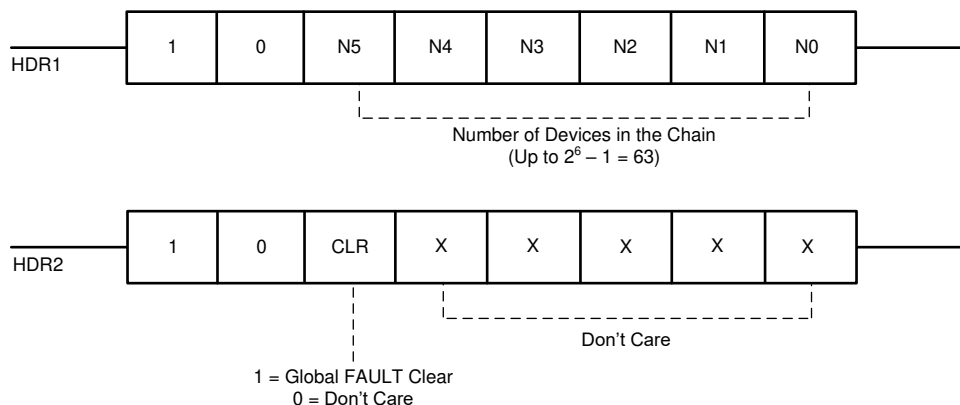 1 0 N5 N4 N3 N2 N1 N0
HDR1
Number of Devices in the Chain
(Up to 2⁶ – 1 = 63)
1 0 CLR X X X X X
HDR2
Don't Care
1 = Global FAULT Clear
0 = Don't Care